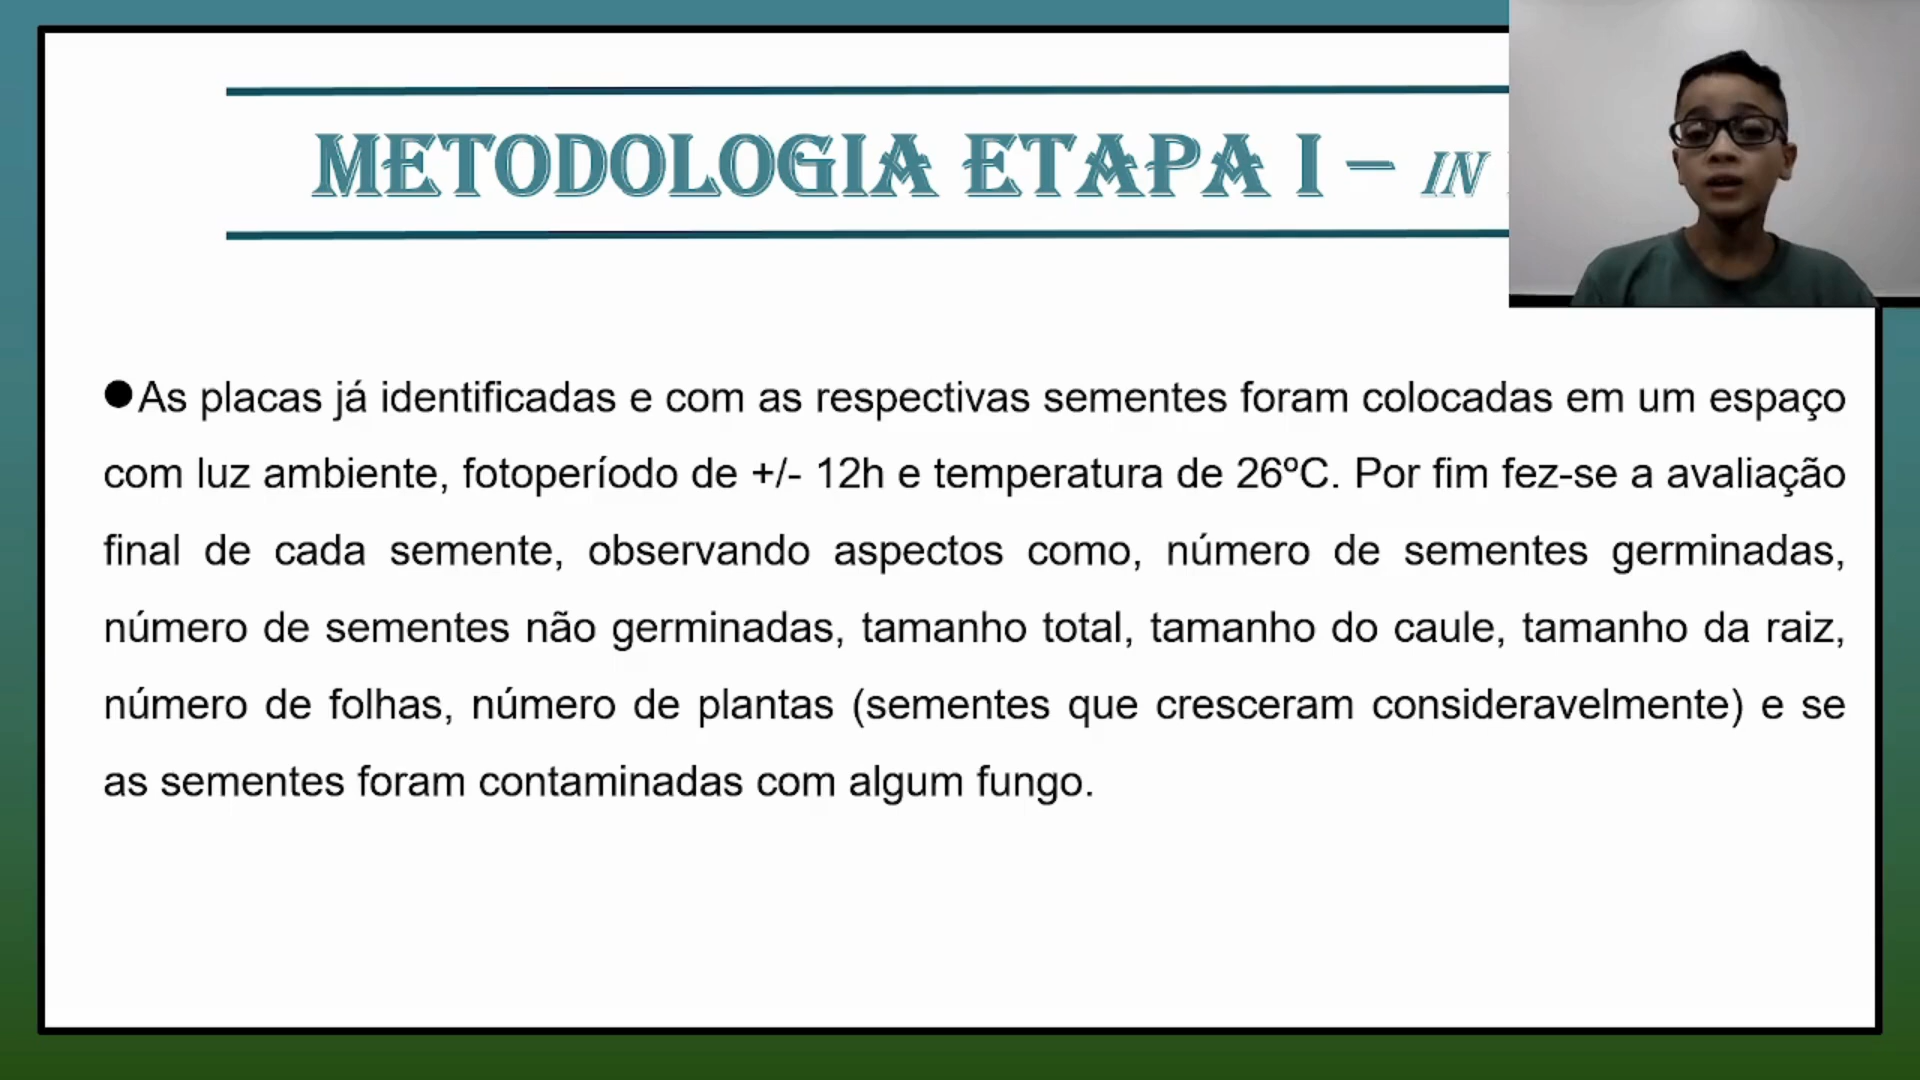 METODOLOGIA ETAPA I – IN
●As placas já identificadas e com as respectivas sementes foram colocadas em um espaço
com luz ambiente, fotoperíodo de +/- 12h e temperatura de 26ºC. Por fim fez-se a avaliação
final de cada semente, observando aspectos como, número de sementes germinadas,
número de sementes não germinadas, tamanho total, tamanho do caule, tamanho da raiz,
número de folhas, número de plantas (sementes que cresceram consideravelmente) e se
as sementes foram contaminadas com algum fungo.